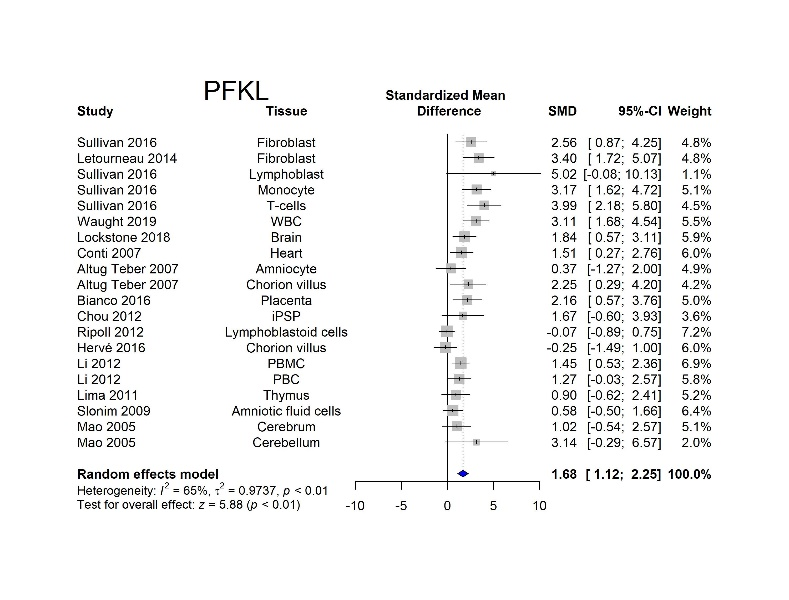 PFKL
Standardized Mean
Study Tissue Difference SMD 95%-CI Weight
Sullivan 2016 Fibroblast 2.56 [ 0.87; 4.25] 4.8%
Letourneau 2014 Fibroblast 3.40 [ 1.72; 5.07] 4.8%
Sullivan 2016 Lymphoblast 5.02 [-0.08; 10.13] 1.1%
Sullivan 2016 Monocyte 3.17 [ 1.62; 4.72] 5.1%
Sullivan 2016 T-cells 3.99 [ 2.18; 5.80] 4.5%
Waught 2019 WBC 3.11 [ 1.68; 4.54] 5.5%
Lockstone 2018 Brain 1.84 [ 0.57; 3.11] 5.9%
Conti 2007 Heart 1.51 [ 0.27; 2.76] 6.0%
Altug Teber 2007 Amniocyte 0.37 [-1.27; 2.00] 4.9%
Altug Teber 2007 Chorion villus 2.25 [ 0.29; 4.20] 4.2%
Bianco 2016 Placenta 2.16 [ 0.57; 3.76] 5.0%
Chou 2012 iPSP 1.67 [-0.60; 3.93] 3.6%
Ripoll 2012 Lymphoblastoid cells -0.07 [-0.89; 0.75] 7.2%
Hervé 2016 Chorion villus -0.25 [-1.49; 1.00] 6.0%
Li 2012 PBMC 1.45 [ 0.53; 2.36] 6.9%
Li 2012 PBC 1.27 [-0.03; 2.57] 5.8%
Lima 2011 Thymus 0.90 [-0.62; 2.41] 5.2%
Slonim 2009 Amniotic fluid cells 0.58 [-0.50; 1.66] 6.4%
Mao 2005 Cerebrum 1.02 [-0.54; 2.57] 5.1%
Mao 2005 Cerebellum 3.14 [-0.29; 6.57] 2.0%
Random effects model 1.68 [ 1.12; 2.25] 100.0%
Heterogeneity: I² = 65%, τ² = 0.9737, p < 0.01
Test for overall effect: z = 5.88 (p < 0.01)
-10 -5 0 5 10